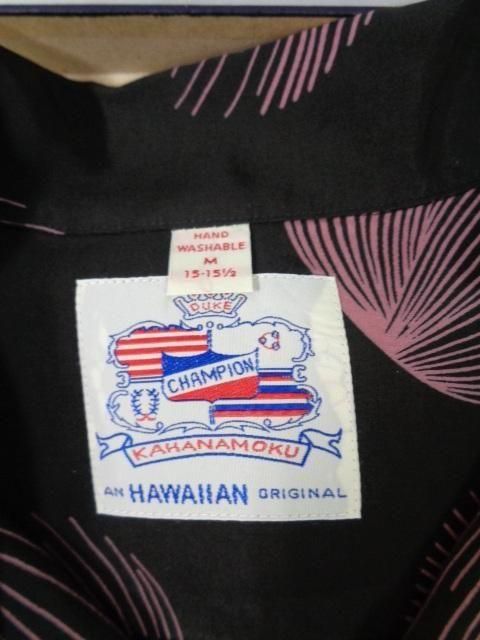 HAND
WASHABLE
M
15-15½
DUKE
CHAMPION
KAHANAMOKU
AN HAWAIIAN ORIGINAL